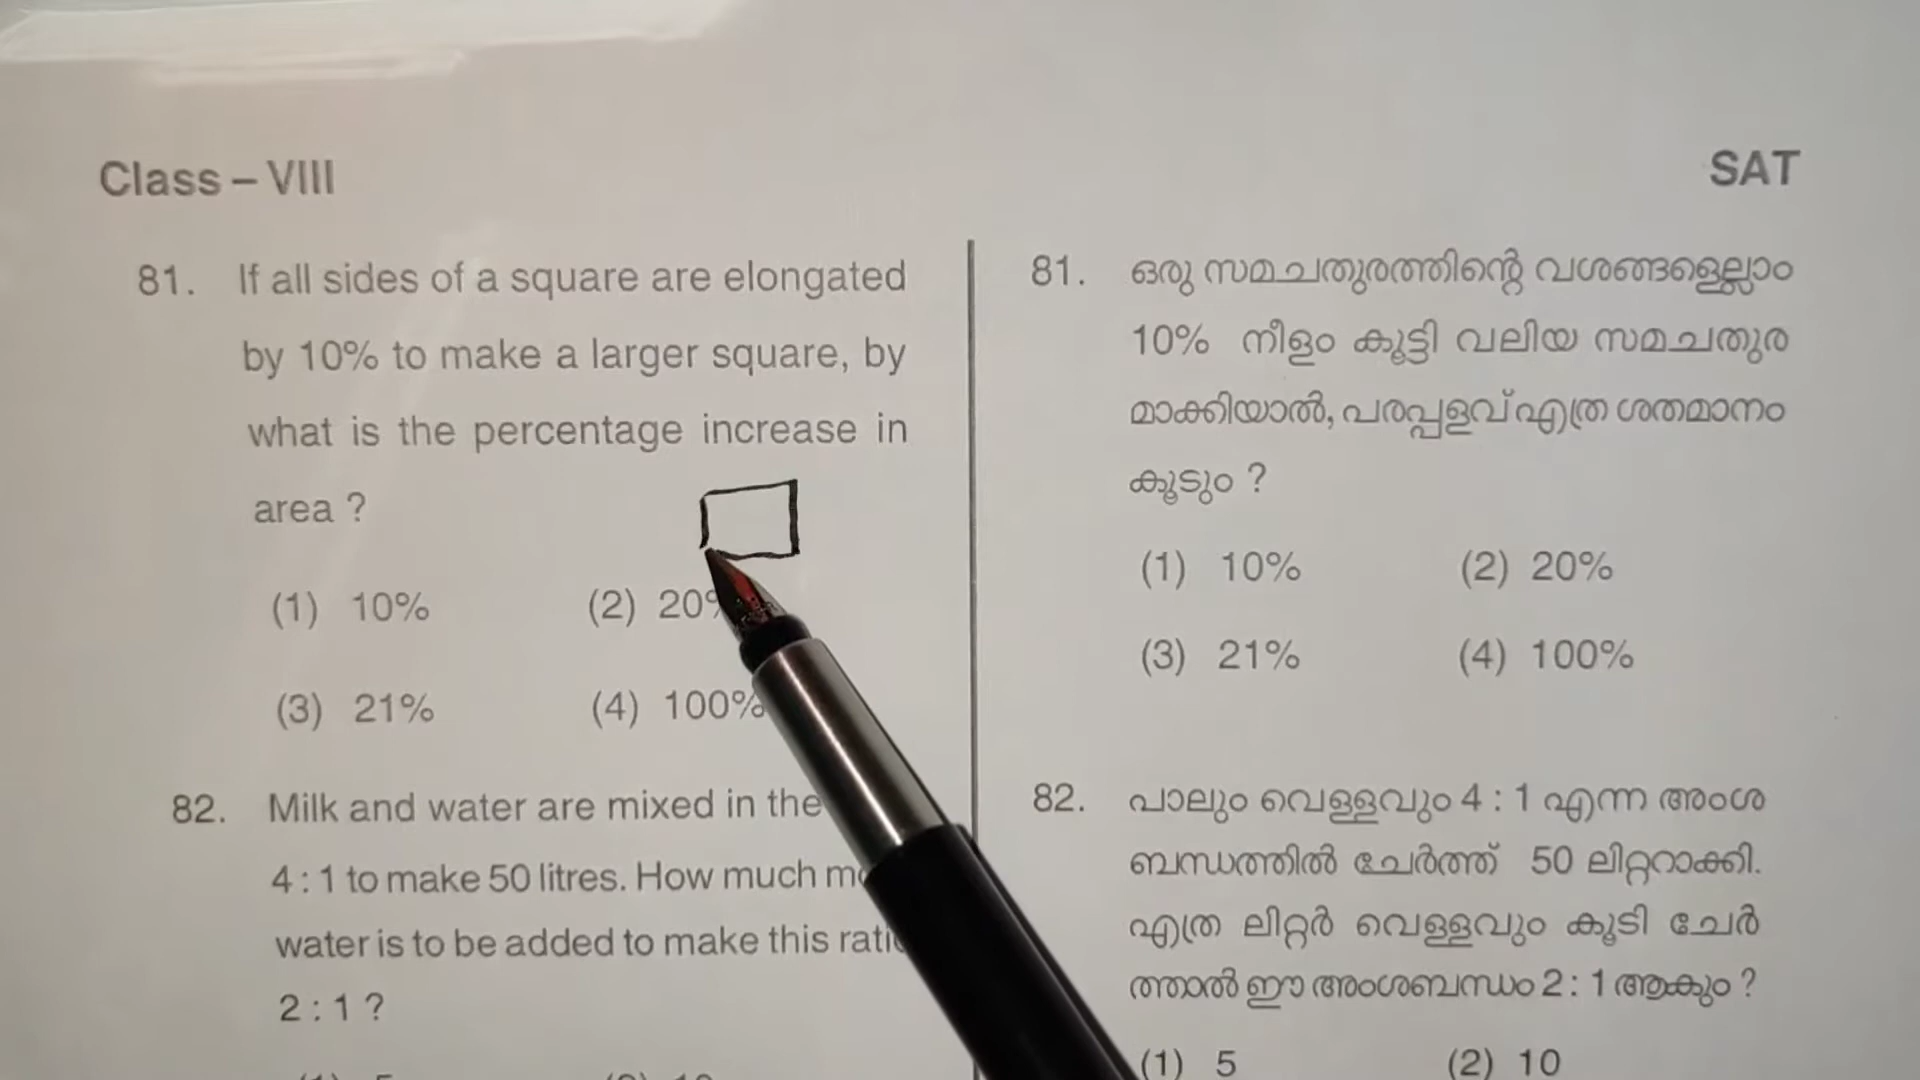 Class – VIII
SAT
81. If all sides of a square are elongated
by 10% to make a larger square, by
what is the percentage increase in
area ?
(1) 10%
(2) 20%
(3) 21%
(4) 100%
82. Milk and water are mixed in the
4 : 1 to make 50 litres. How much
water is to be added to make this
2 : 1 ?
81. ഒരു സമചതുരത്തിന്റെ വശങ്ങളെല്ലാം
10% നീളം കൂട്ടി വലിയ സമചതുര
മാക്കിയാൽ, പരപ്പളവ് എത്ര ശതമാനം
കൂടും ?
(1) 10%
(2) 20%
(3) 21%
(4) 100%
82. പാലും വെള്ളവും 4 : 1 എന്ന അംശ
ബന്ധത്തിൽ ചേർത്ത് 50 ലിറ്ററാക്കി.
എത്ര ലിറ്റർ വെള്ളവും കൂടി ചേർ
ത്താൽ ഈ അംശബന്ധം 2 : 1 ആകും ?
(1) 5
(2) 10